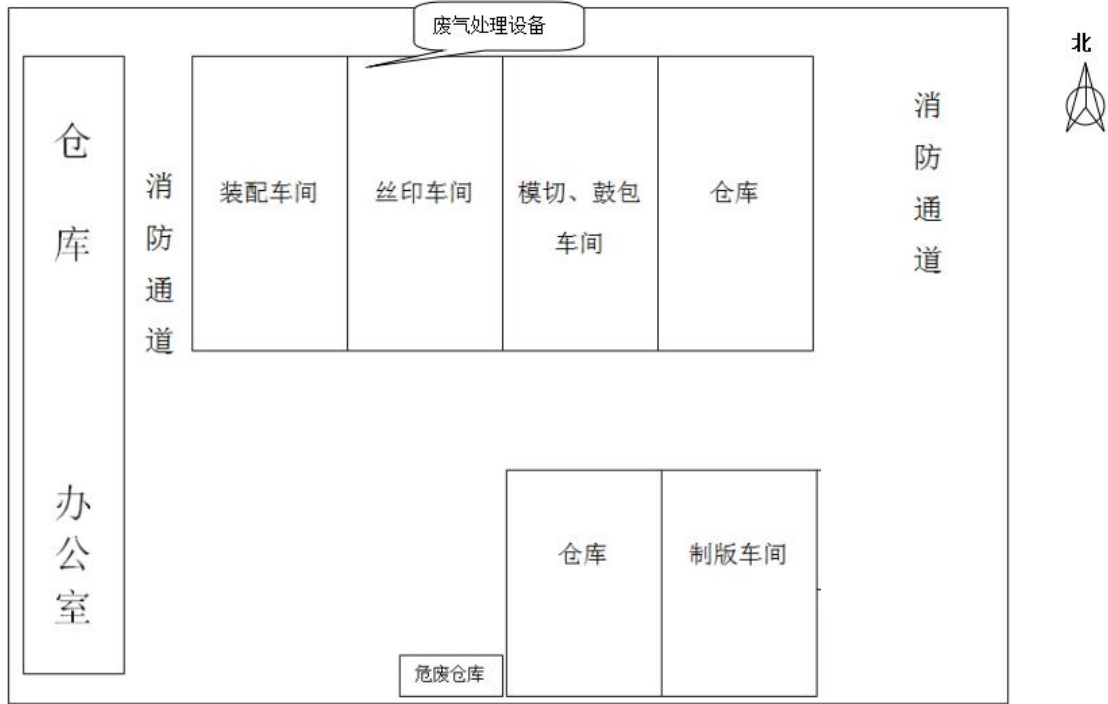 废气处理设备
北
仓库
消防通道
装配车间
丝印车间
模切、鼓包
车间
仓库
消防通道
办公室
仓库
制版车间
危废仓库